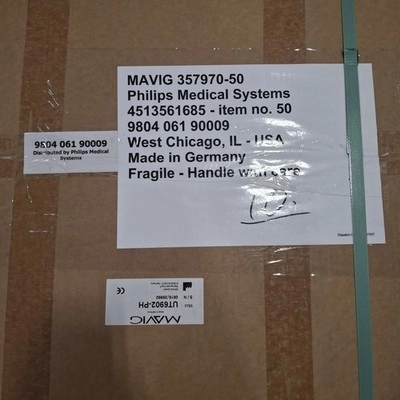 MAVIG 357970-50
Philips Medical Systems
4513561685 - item no. 50
9804 061 90009
West Chicago, IL - USA
Made in Germany
Fragile - Handle with care
9804 061 90009
Distributed by Philips Medical
Systems
MAVIG
UT6902-PH
S / N
CE